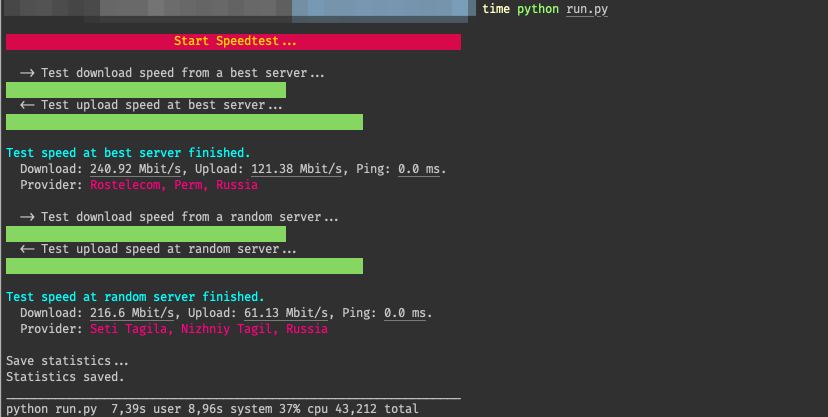 time python run.py
Start Speedtest...
-> Test download speed from a best server...
<- Test upload speed at best server...
Test speed at best server finished.
Download: 240.92 Mbit/s, Upload: 121.38 Mbit/s, Ping: 0.0 ms.
Provider: Rostelecom, Perm, Russia
-> Test download speed from a random server...
<- Test upload speed at random server...
Test speed at random server finished.
Download: 216.6 Mbit/s, Upload: 61.13 Mbit/s, Ping: 0.0 ms.
Provider: Seti Tagila, Nizhniy Tagil, Russia
Save statistics...
Statistics saved.
python run.py  7,39s user 8,96s system 37% cpu 43,212 total